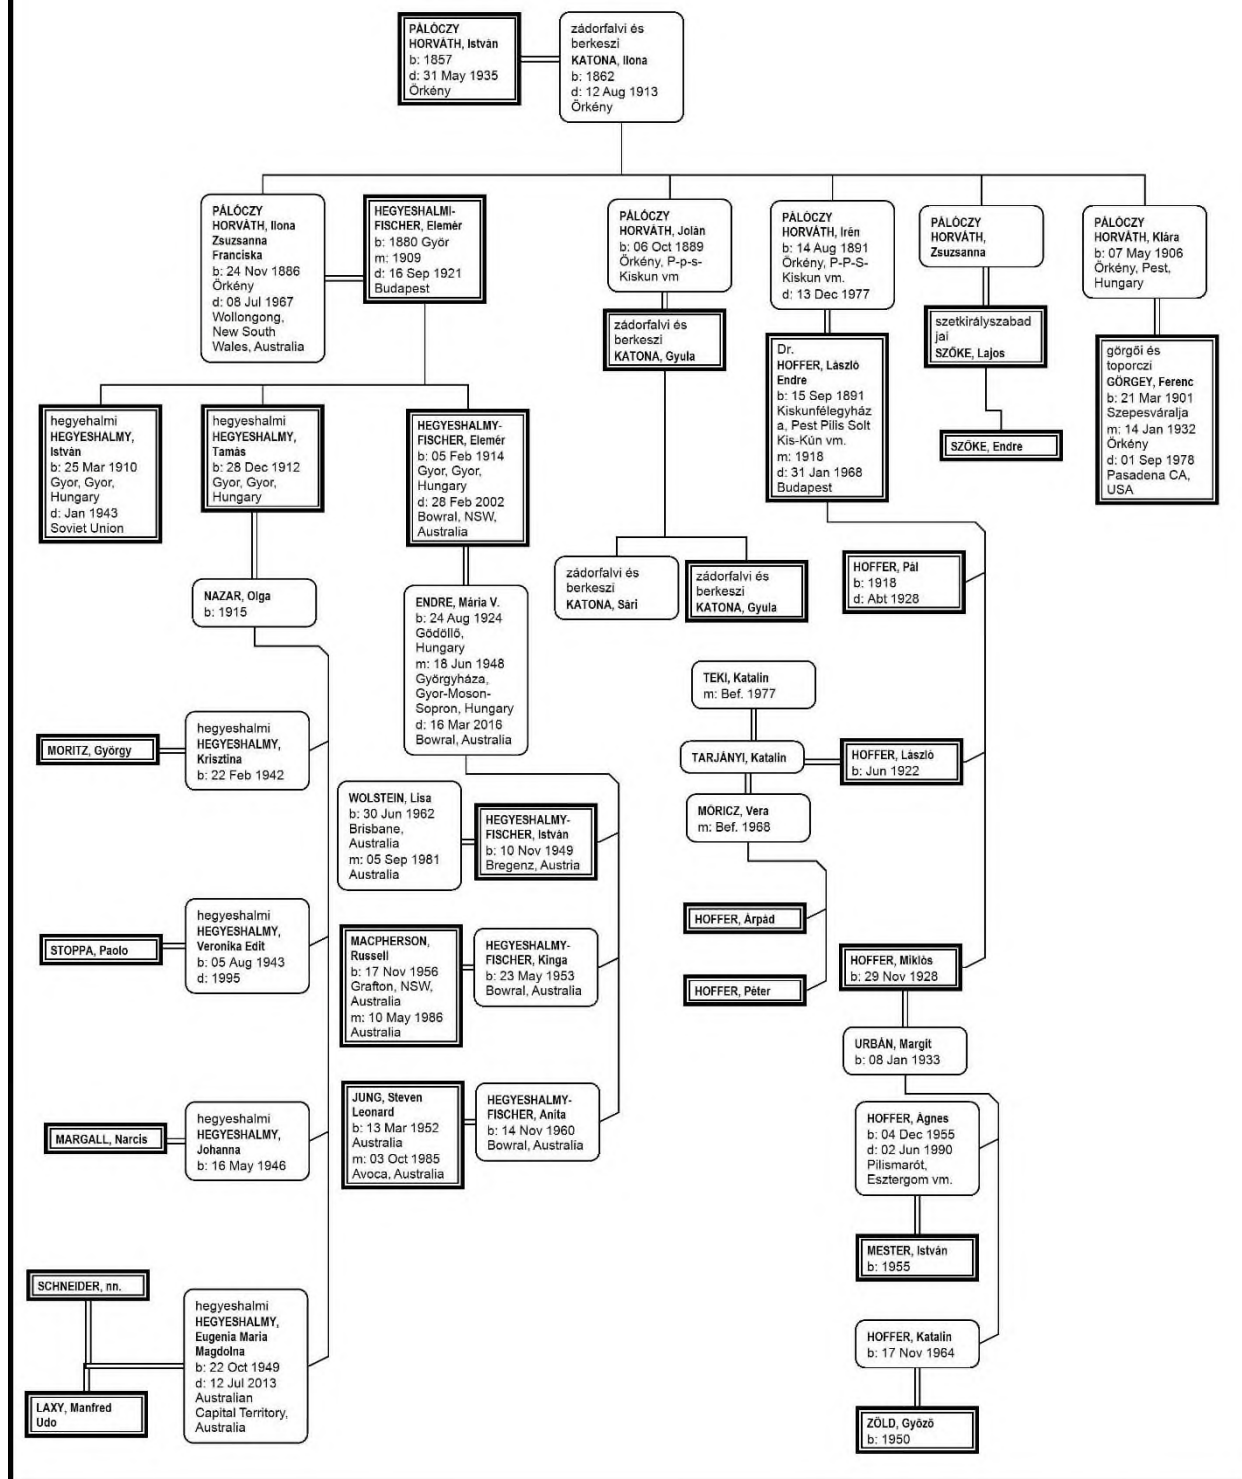 PÁLÓCZY
HORVÁTH, István
b: 1857
d: 31 May 1935
Örkény
zádorfalvi és
berkeszi
KATONA, Ilona
b: 1862
d: 12 Aug 1913
Örkény
PÁLÓCZY
HORVÁTH, Ilona
Zsuzsanna
Franciska
b: 24 Nov 1886
Örkény
d: 08 Jul 1967
Wollongong,
New South
Wales, Australia
HEGYESHALMI-
FISCHER, Elemér
b: 1880 Györ
m: 1909
d: 16 Sep 1921
Budapest
PÁLÓCZY
HORVÁTH, Jolán
b: 06 Oct 1889
Örkény, P-p-s-
Kiskun vm
PÁLÓCZY
HORVÁTH, Irén
b: 14 Aug 1891
Örkény, P-P-S-
Kiskun vm.
d: 13 Dec 1977
PÁLÓCZY
HORVÁTH,
Zsuzsanna
PÁLÓCZY
HORVÁTH, Klára
b: 07 May 1906
Örkény, Pest,
Hungary
zádorfalvi és
berkeszi
KATONA, Gyula
Dr.
HOFFER, László
Endre
b: 15 Sep 1891
Kiskunfélegyház
a, Pest Pilis Solt
Kis-Kún vm.
m: 1918
d: 31 Jan 1968
Budapest
szetkirályszabad
jai
SZŐKE, Lajos
görgői és
toporczi
GÖRGEY, Ferenc
b: 21 Mar 1901
Szepesváralja
m: 14 Jan 1932
Örkény
d: 01 Sep 1978
Pasadena CA,
USA
SZŐKE, Endre
hegyehalmi
HEGYESHALMY,
István
b: 25 Mar 1910
Gyor, Gyor,
Hungary
d: Jan 1943
Soviet Union
hegyeshalmi
HEGYESHALMY,
Tamás
b: 28 Dec 1912
Gyor, Gyor,
Hungary
HEGYESHALMY-
FISCHER, Elemér
b: 05 Feb 1914
Gyor, Gyor,
Hungary
d: 28 Feb 2002
Bowral, NSW,
Australia
zádorfalvi és
berkeszi
KATONA, Sári
zádorfalvi és
berkeszi
KATONA, Gyula
HOFFER, Pál
b: 1918
d: Abt 1928
NAZAR, Olga
b: 1915
ENDRE, Mária V.
b: 24 Aug 1924
Gödöllő,
Hungary
m: 18 Jun 1948
Györgyháza,
Gyor-Moson-
Sopron, Hungary
d: 16 Mar 2016
Bowral, Australia
TEKI, Katalin
m: Bef. 1977
TARJÁNYI, Katalin
HOFFER, László
b: Jun 1922
MÓRICZ, Vera
m: Bef. 1968
MORITZ, György
hegyeshalmi
HEGYESHALMY,
Krisztina
b: 22 Feb 1942
WOLSTEIN, Lisa
b: 30 Jun 1962
Brisbane,
Australia
m: 05 Sep 1981
Australia
HEGYESHALMY-
FISCHER, István
b: 10 Nov 1949
Bregenz, Austria
HOFFER, Árpád
HOFFER, Péter
STOPPA, Paolo
hegyeshalmi
HEGYESHALMY,
Veronika Edit
b: 05 Aug 1943
d: 1995
MACPHERSON,
Russell
b: 17 Nov 1956
Grafton, NSW,
Australia
m: 10 May 1986
Australia
HEGYESHALMY-
FISCHER, Kinga
b: 23 May 1953
Bowral, Australia
HOFFER, Miklòs
b: 29 Nov 1928
URBÁN, Margit
b: 08 Jan 1933
MARGALL, Narcis
hegyeshalmi
HEGYESHALMY,
Johanna
b: 16 May 1946
JUNG, Steven
Leonard
b: 13 Mar 1952
Australia
m: 03 Oct 1985
Avoca, Australia
HEGYESHALMY-
FISCHER, Anita
b: 14 Nov 1960
Bowral, Australia
HOFFER, Ágnes
b: 04 Dec 1955
d: 02 Jun 1990
Pilismarót,
Esztergom vm.
MESTER, István
b: 1955
SCHNEIDER, nn.
hegyeshalmi
HEGYESHALMY,
Eugenia Maria
Magdolna
b: 22 Oct 1949
d: 12 Jul 2013
Australian
Capital Territory,
Australia
LAXY, Manfred
Udo
HOFFER, Katalin
b: 17 Nov 1964
ZÖLD, Győző
b: 1950